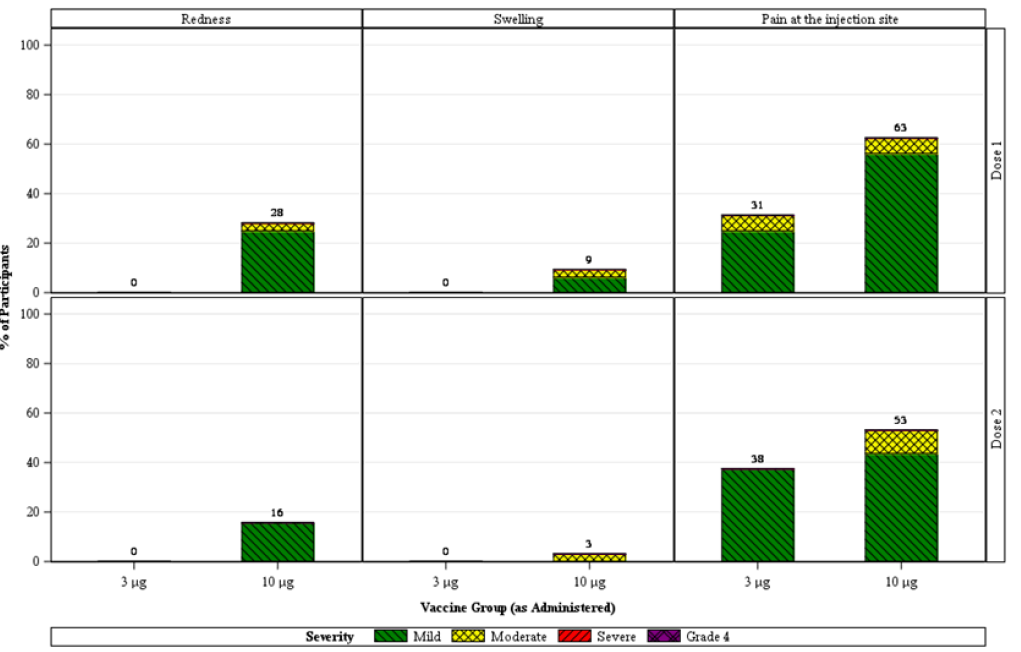 Redness Swelling Pain at the injection site
100
80
60
40
20
0
0 28 0 9 31 63
Dose 1
% of Participants
100
80
60
40
20
0
0 16 0 3 38 53
Dose 2
3 μg 10 μg 3 μg 10 μg 3 μg 10 μg
Vaccine Group (as Administered)
Severity Mild Moderate Severe Grade 4